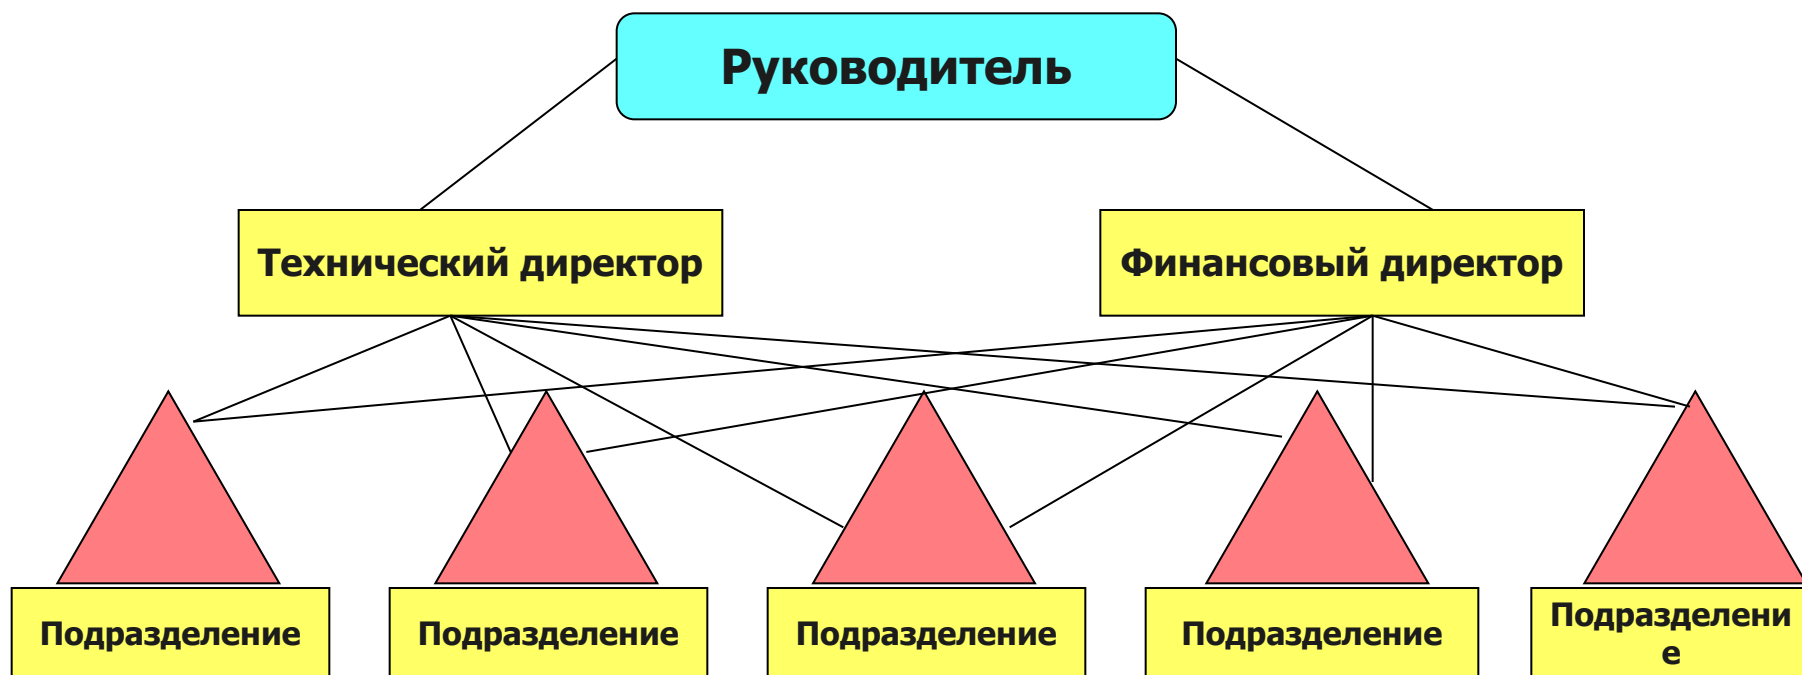 Руководитель
Технический директор
Финансовый директор
Подразделение
Подразделение
Подразделение
Подразделение
Подразделени
е